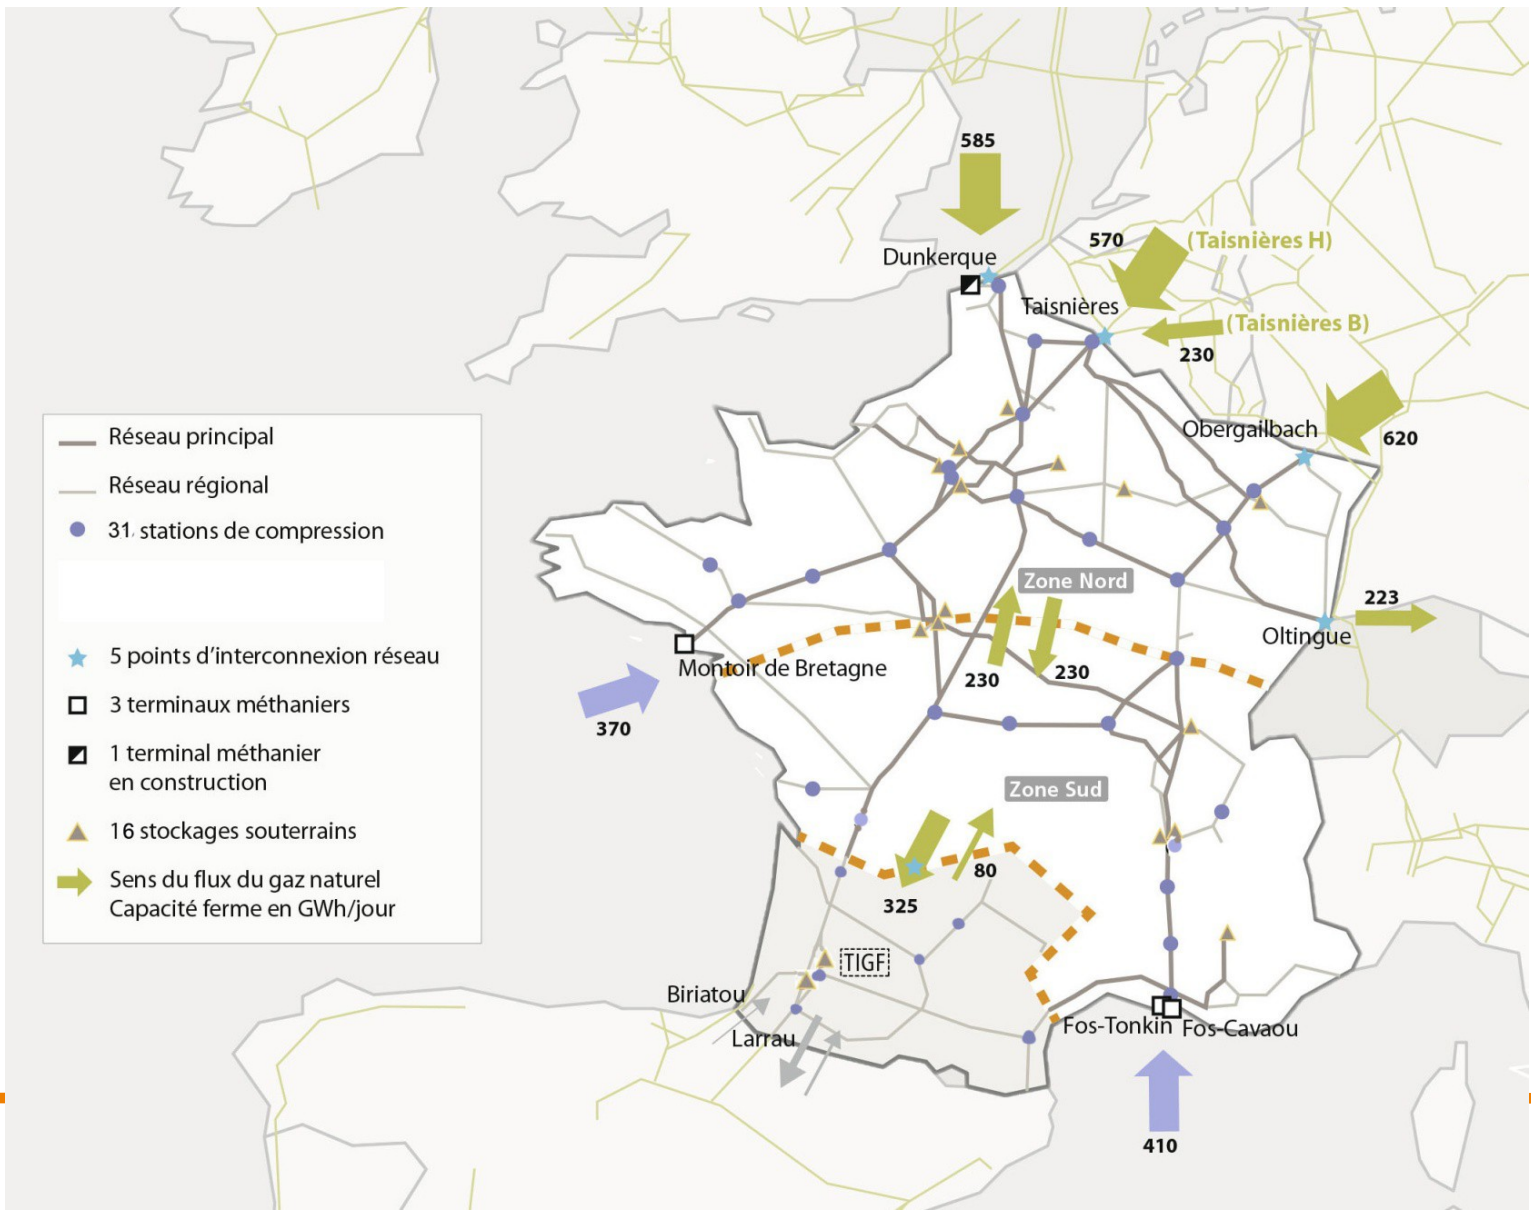 585
Dunkerque
570
(Taisnières H)
Taisnières
(Taisnières B)
230
Obergailbach
620
Réseau principal
Réseau régional
31 stations de compression
5 points d'interconnexion réseau
3 terminaux méthaniers
1 terminal méthanier
en construction
16 stockages souterrains
Sens du flux du gaz naturel
Capacité ferme en GWh/jour
Zone Nord
223
Oltingue
Montoir de Bretagne
230
230
370
Zone Sud
80
325
TIGF
Biriatou
Larrau
Fos-Tonkin
Fos-Cavaou
410